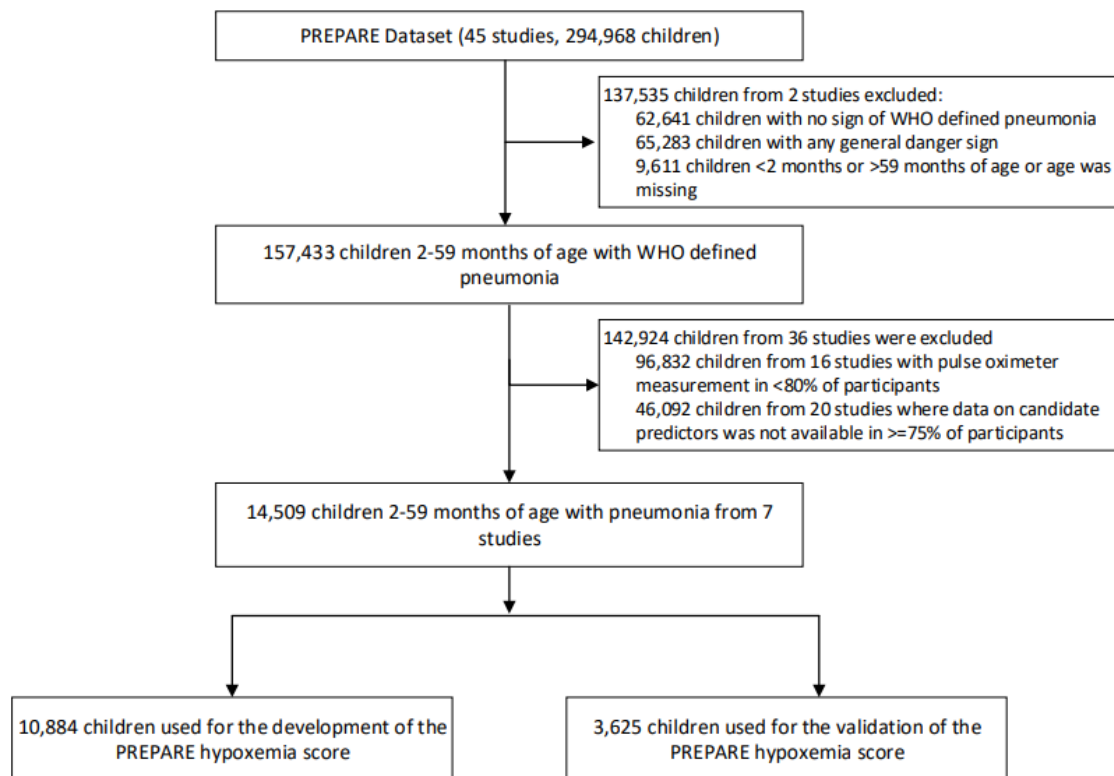 PREPARE Dataset (45 studies, 294,968 children)
137,535 children from 2 studies excluded:
62,641 children with no sign of WHO defined pneumonia
65,283 children with any general danger sign
9,611 children <2 months or >59 months of age or age was
missing
157,433 children 2-59 months of age with WHO defined
pneumonia
142,924 children from 36 studies were excluded
96,832 children from 16 studies with pulse oximeter
measurement in <80% of participants
46,092 children from 20 studies where data on candidate
predictors was not available in >=75% of participants
14,509 children 2-59 months of age with pneumonia from 7
studies
10,884 children used for the development of the
PREPARE hypoxemia score
3,625 children used for the validation of the
PREPARE hypoxemia score